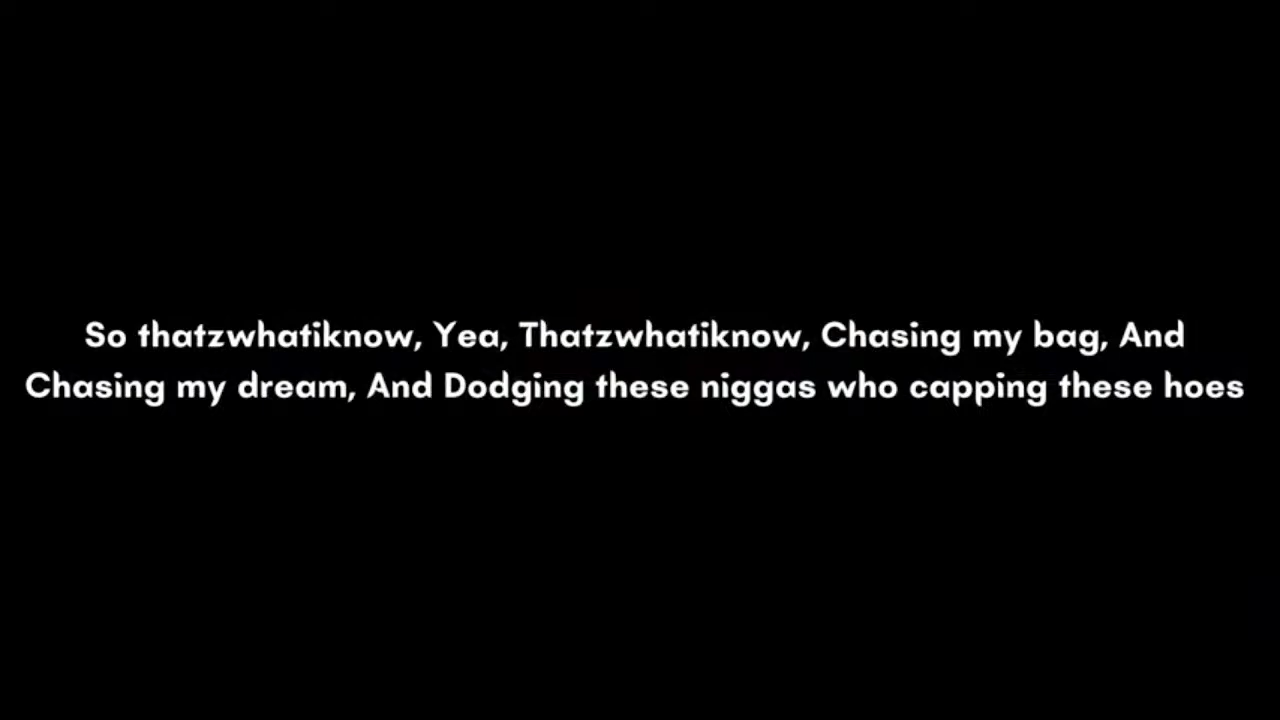 So thatzwhatiknow, Yea, Thatzwhatiknow, Chasing my bag, And
Chasing my dream, And Dodging these niggas who capping these hoes